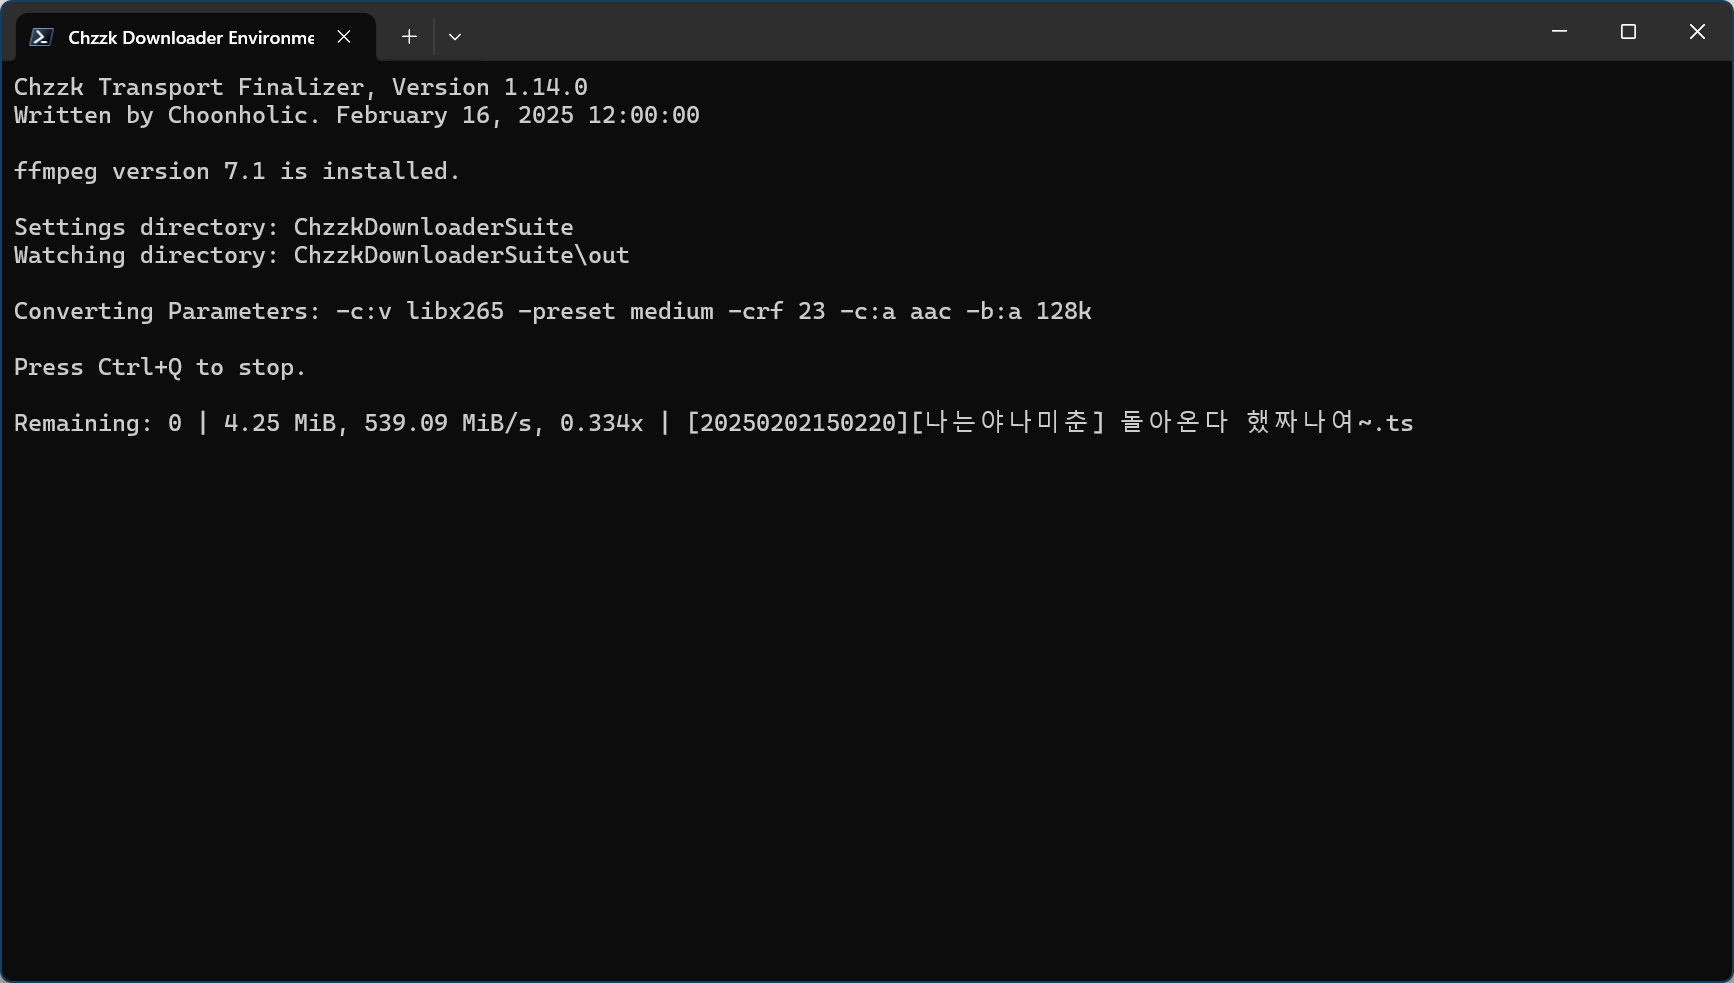 Chzzk Downloader Environme
Chzzk Transport Finalizer, Version 1.14.0
Written by Choonholic. February 16, 2025 12:00:00
ffmpeg version 7.1 is installed.
Settings directory: ChzzkDownloaderSuite
Watching directory: ChzzkDownloaderSuite\out
Converting Parameters: -c:v libx265 -preset medium -crf 23 -c:a aac -b:a 128k
Press Ctrl+Q to stop.
Remaining: 0 | 4.25 MiB, 539.09 MiB/s, 0.334x | [20250202150220][나는야나미춘] 돌아온다 했짜나여~.ts